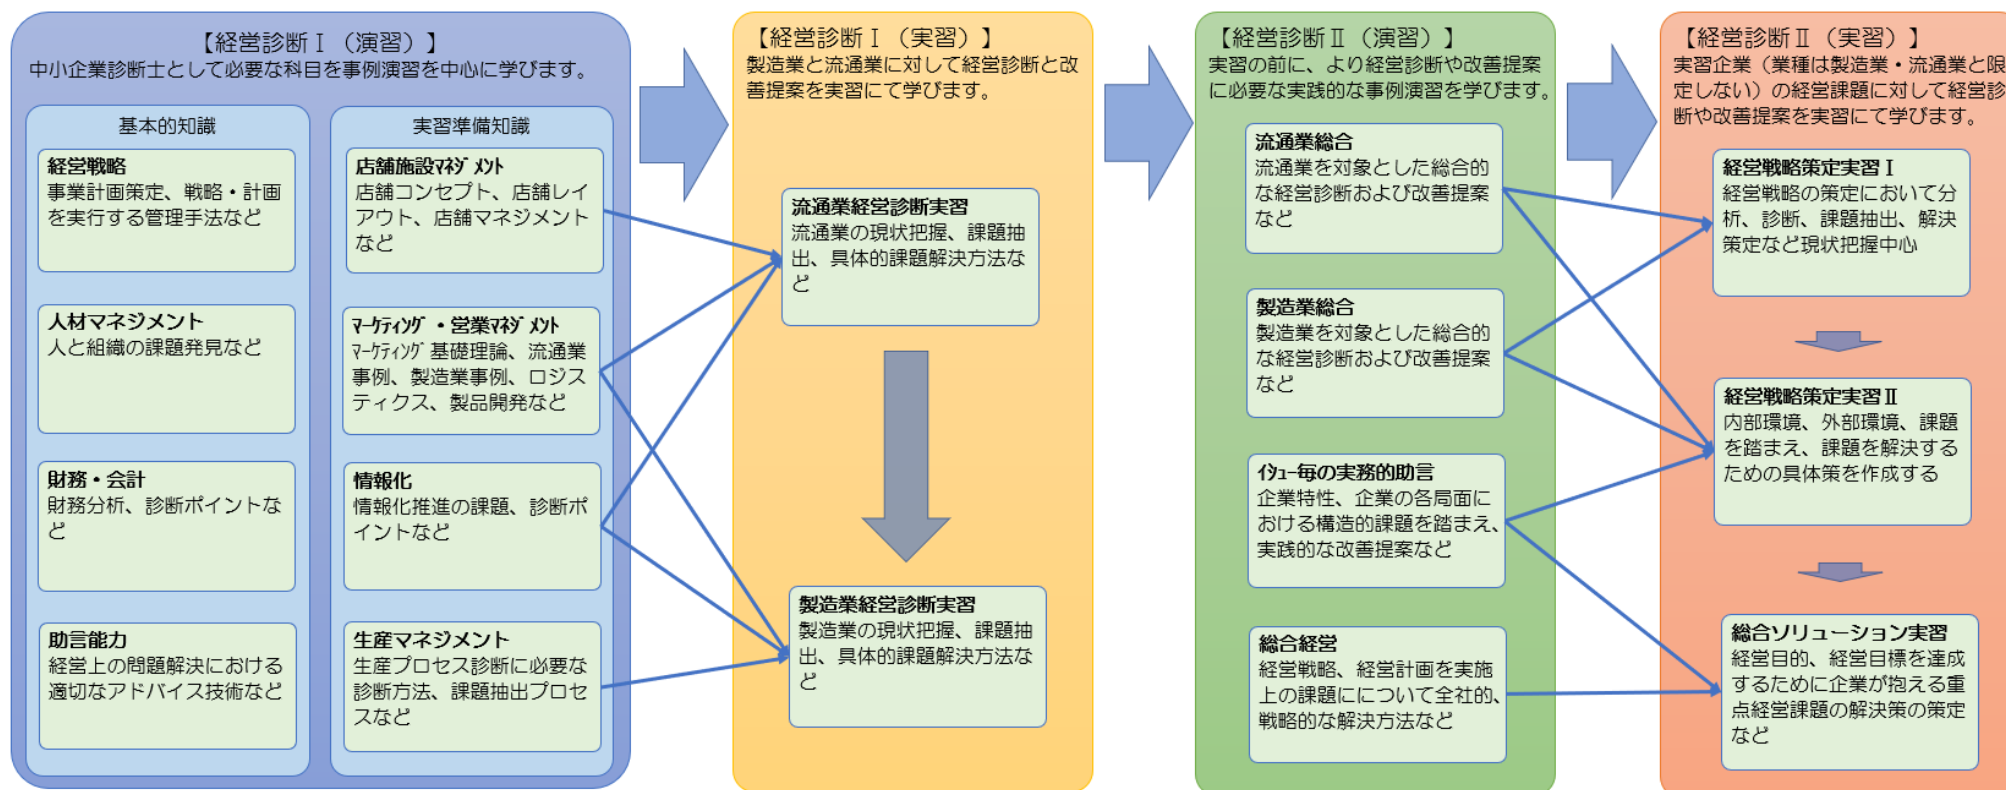 【経営診断Ⅰ（演習）】
中小企業診断士として必要な科目を事例演習を中心に学びます。
基本的知識
経営戦略
事業計画策定、戦略・計画
を実行する管理手法など
人材マネジメント
人と組織の課題発見など
財務・会計
財務分析、診断ポイントな
ど
助言能力
経営上の問題解決における
適切なアドバイス技術など
実習準備知識
店舗施設ﾏﾈｼﾞﾒﾝﾄ
店舗コンセプト、店舗レイ
アウト、店舗マネジメント
など
ﾏｰｹﾃｨﾝｸﾞ・営業ﾏﾈｼﾞﾒﾝﾄ
ﾏｰｹﾃｨﾝｸﾞ基礎理論、流通業
事例、製造業事例、ロジス
ティクス、製品開発など
情報化
情報化推進の課題、診断ポ
イントなど
生産マネジメント
生産プロセス診断に必要な
診断方法、課題抽出プロセ
スなど
【経営診断Ⅰ（実習）】
製造業と流通業に対して経営診断と改
善提案を実習にて学びます。
流通業経営診断実習
流通業の現状把握、課題抽
出、具体的課題解決方法な
ど
製造業経営診断実習
製造業の現状把握、課題抽
出、具体的課題解決方法な
ど
【経営診断Ⅱ（演習）】
実習の前に、より経営診断や改善提案
に必要な実践的な事例演習を学びます。
流通業総合
流通業を対象とした総合的
な経営診断および改善提案
など
製造業総合
製造業を対象とした総合的
な経営診断および改善提案
など
ｲｼｭｰ毎の実務的助言
企業特性、企業の各局面に
おける構造的課題を踏まえ、
実践的な改善提案など
総合経営
経営戦略、経営計画を実施
上の課題にについて全社的、
戦略的な解決方法など
【経営診断Ⅱ（実習）】
実習企業（業種は製造業・流通業と限
定しない）の経営課題に対して経営診
断や改善提案を実習にて学びます。
経営戦略策定実習Ⅰ
経営戦略の策定において分
析、診断、課題抽出、解決
策定など現状把握中心
経営戦略策定実習Ⅱ
内部環境、外部環境、課題
を踏まえ、課題を解決する
ための具体策を作成する
総合ソリューション実習
経営目的、経営目標を達成
するために企業が抱える重
点経営課題の解決策の策定
など